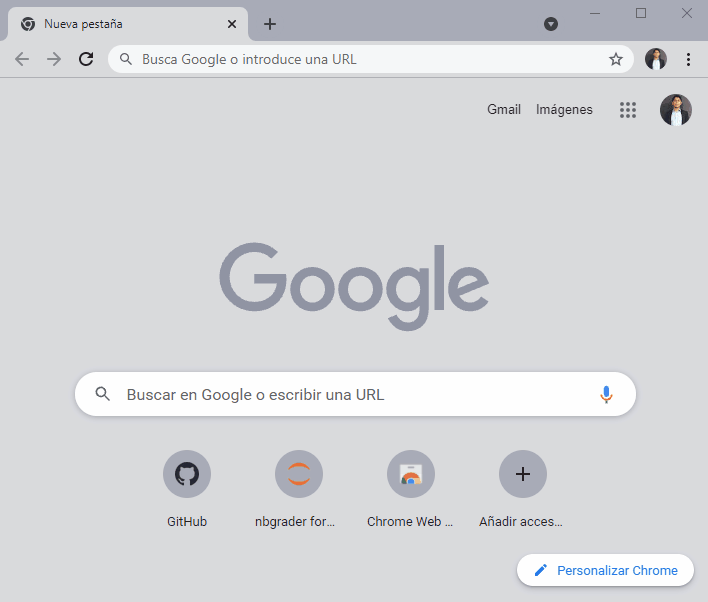 Nueva pestaña
Busca Google o introduce una URL
Gmail Imágenes
Google
Buscar en Google o escribir una URL
GitHub nbgrader for... Chrome Web ... Añadir acces...
Personalizar Chrome